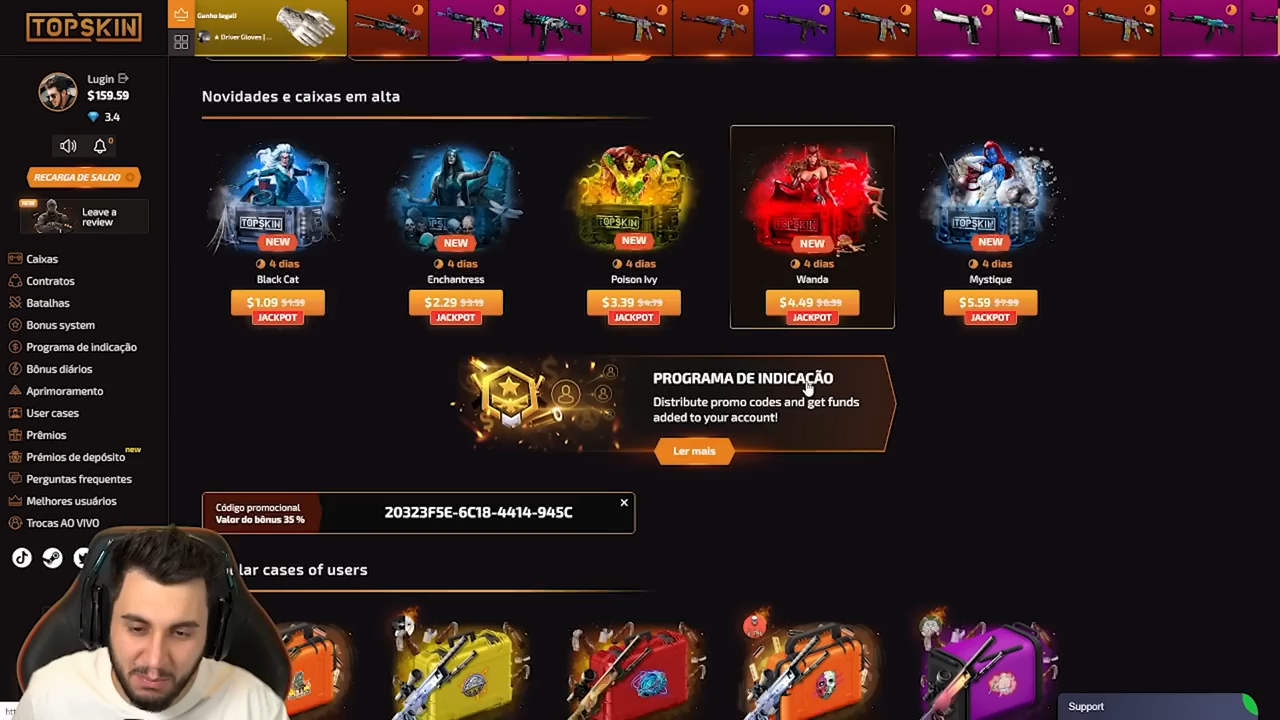 TOPSKIN
Ganho legal!
★ Driver Gloves | ...
Lugin
$159.59
3.4
0
RECARGA DE SALDO
NEW
Leave a
review
Caixas
Contratos
Batalhas
Bonus system
Programa de indicação
Bônus diários
Aprimoramento
User cases
Prêmios
Prémios de depósito new
Perguntas frequentes
Melhores usuários
Trocas AO VIVO
Novidades e caixas em alta
TOPSKIN
NEW
4 dias
Black Cat
$1.09 $1.59
JACKPOT
NEW
4 dias
Enchantress
$2.29 $3.19
JACKPOT
TOPSKIN
NEW
4 dias
Poison Ivy
$3.39 $4.79
JACKPOT
TOPSKIN
NEW
4 dias
Wanda
$4.49 $6.39
JACKPOT
TOPSKIN
NEW
4 dias
Mystique
$5.59 $7.99
JACKPOT
PROGRAMA DE INDICAÇÃO
Distribute promo codes and get funds
added to your account!
Ler mais
Código promocional
Valor do bônus 35 %
20323F5E-6C18-4414-945C
lar cases of users
Support